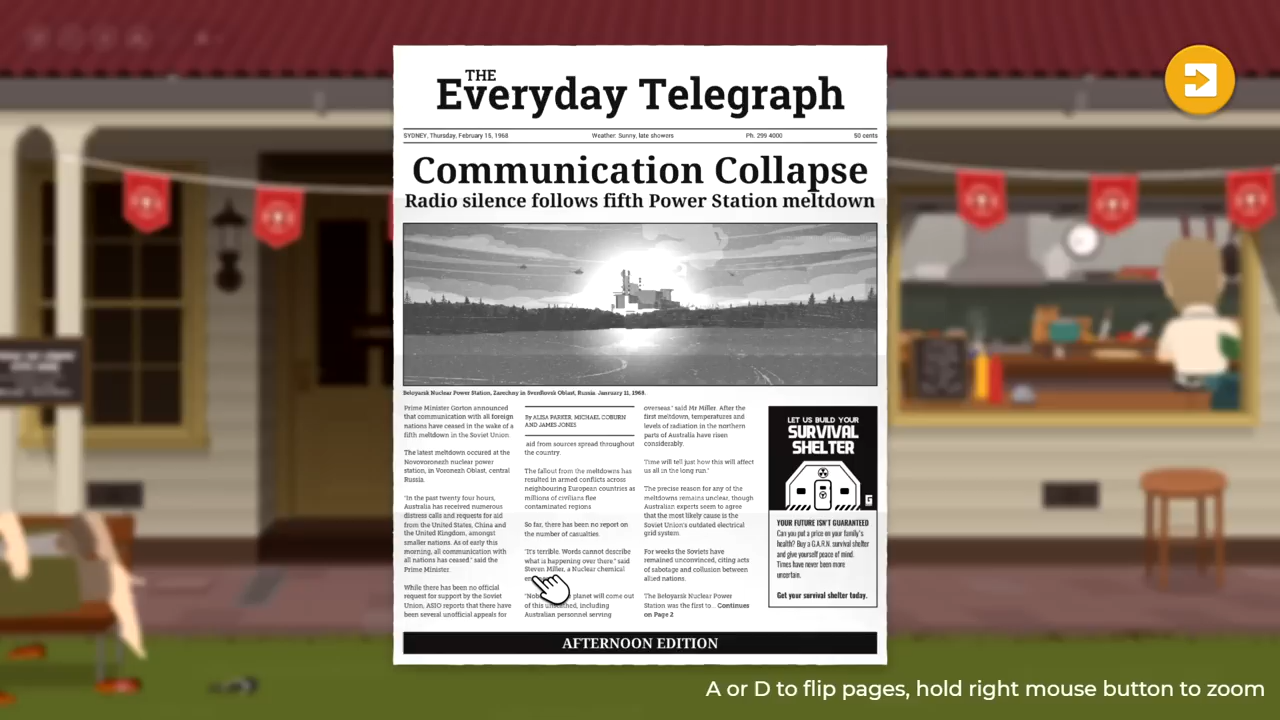 THE
Everyday Telegraph
SYDNEY, Thursday, February 15, 1968 Weather: Sunny, late showers Ph. 299 4000 50 cents
Communication Collapse
Radio silence follows fifth Power Station meltdown
Beloyarsk Nuclear Power Station, Zarechny in Sverdlovsk Oblast, Russia. January 11, 1968.
Prime Minister Gorton announced
that communication with all foreign
nations have ceased in the wake of a
fifth meltdown in the Soviet Union.
The latest meltdown occured at the
Novovoronezh nuclear power
station, in Voronezh Oblast, central
Russia.
"In the past twenty four hours,
Australia has received numerous
distress calls and requests for aid
from the United States, China and
the United Kingdom, amongst
smaller nations. As of early this
morning, all communication with
all nations has ceased." said the
Prime Minister.
While there has been no official
request for support by the Soviet
Union, ASIO reports that there have
been several unofficial appeals for
By ALISA PARKER, MICHAEL COBURN
AND JAMES JONES
aid from sources spread throughout
the country.
The fallout from the meltdowns has
resulted in armed conflicts across
neighbouring European countries as
millions of civilians flee
contaminated regions
So far, there has been no report on
the number of casualties.
"It's terrible. Words cannot describe
what is happening over there." said
Steven Miller, a Nuclear chemical
planet will come out
of this including
Australian personnel serving
overseas." said Mr Miller. After the
first meltdown, temperatures and
levels of radiation in the northern
parts of Australia have risen
considerably.
Time will tell just how this will affect
us all in the long run."
The precise reason for any of the
meltdowns remains unclear, though
Australian experts seem to agree
that the most likely cause is the
Soviet Union's outdated electrical
grid system.
For weeks the Soviets have
remained unconvinced, citing acts
of sabotage and collusion between
allied nations.
The Beloyarsk Nuclear Power
Station was the first to... Continues
on Page 2
LET US BUILD YOUR
SURVIVAL
SHELTER
G
YOUR FUTURE ISN'T GUARANTEED
Can you put a price on your family's
health? Buy a G.A.R.N. survival shelter
and give yourself peace of mind.
Times have never been more
uncertain.
Get your survival shelter today.
AFTERNOON EDITION
A or D to flip pages, hold right mouse button to zoom